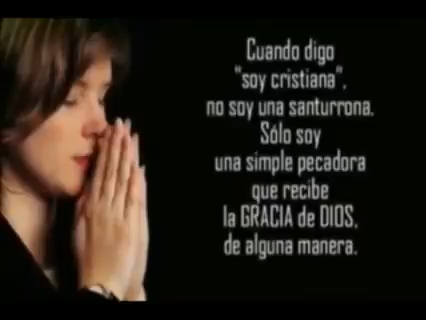 Cuando digo
"soy cristiana",
no soy una santurrona.
Sólo soy
una simple pecadora
que recibe
la GRACIA de DIOS,
de alguna manera.